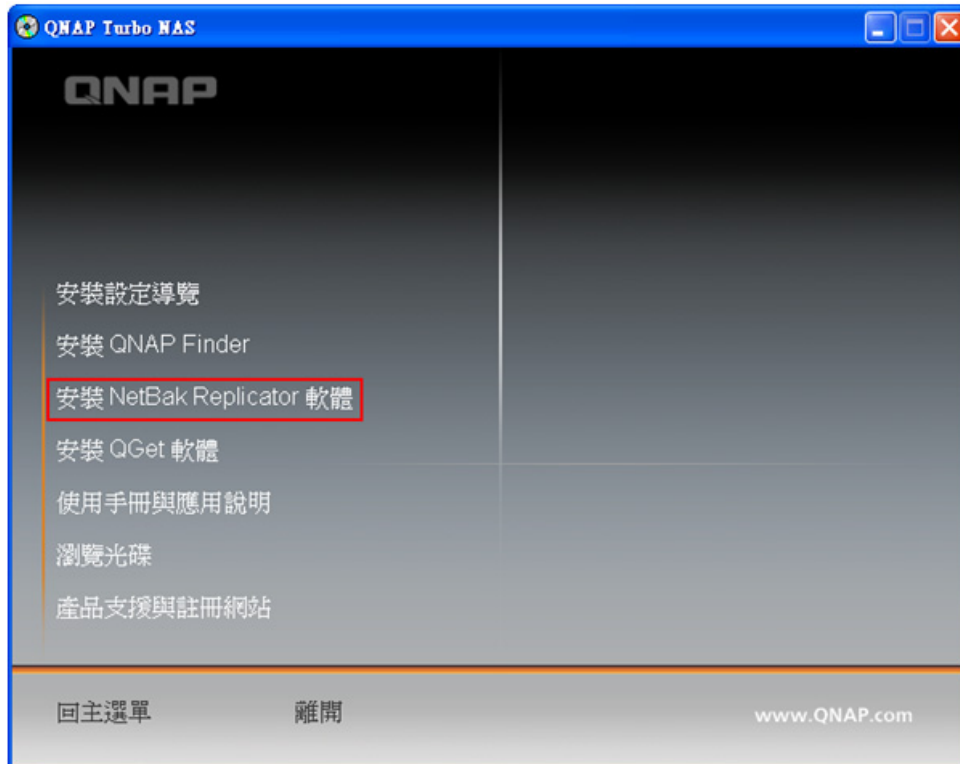 QNAP Turbo NAS
QNAP
安裝設定導覽
安裝 QNAP Finder
安裝 NetBak Replicator 軟體
安裝 QGet 軟體
使用手冊與應用說明
瀏覽光碟
產品支援與註冊網站
回主選單
離開
www.QNAP.com